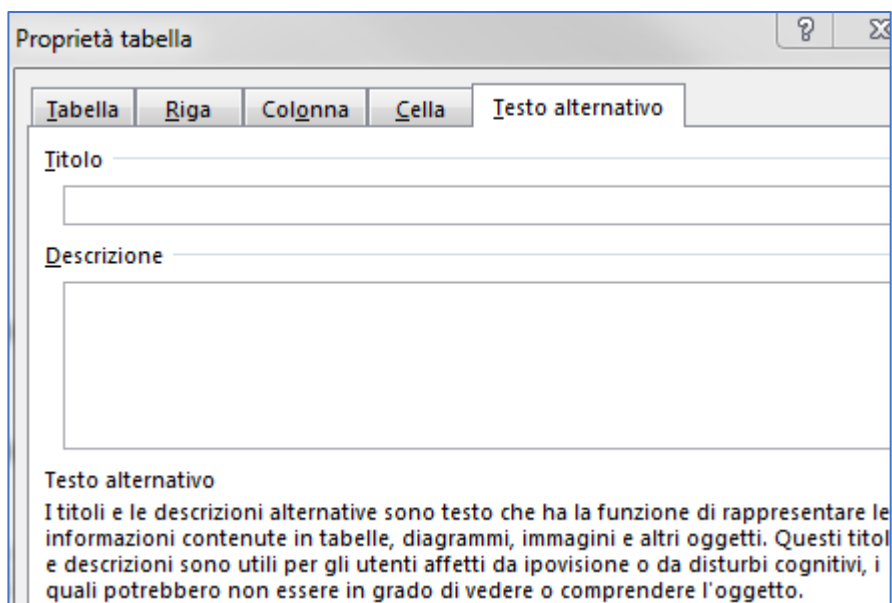 Proprietà tabella
Tabella Riga Colonna Cella Testo alternativo
Titolo
Descrizione
Testo alternativo
I titoli e le descrizioni alternative sono testo che ha la funzione di rappresentare le
informazioni contenute in tabelle, diagrammi, immagini e altri oggetti. Questi titol
e descrizioni sono utili per gli utenti affetti da ipovisione o da disturbi cognitivi, i
quali potrebbero non essere in grado di vedere o comprendere l'oggetto.